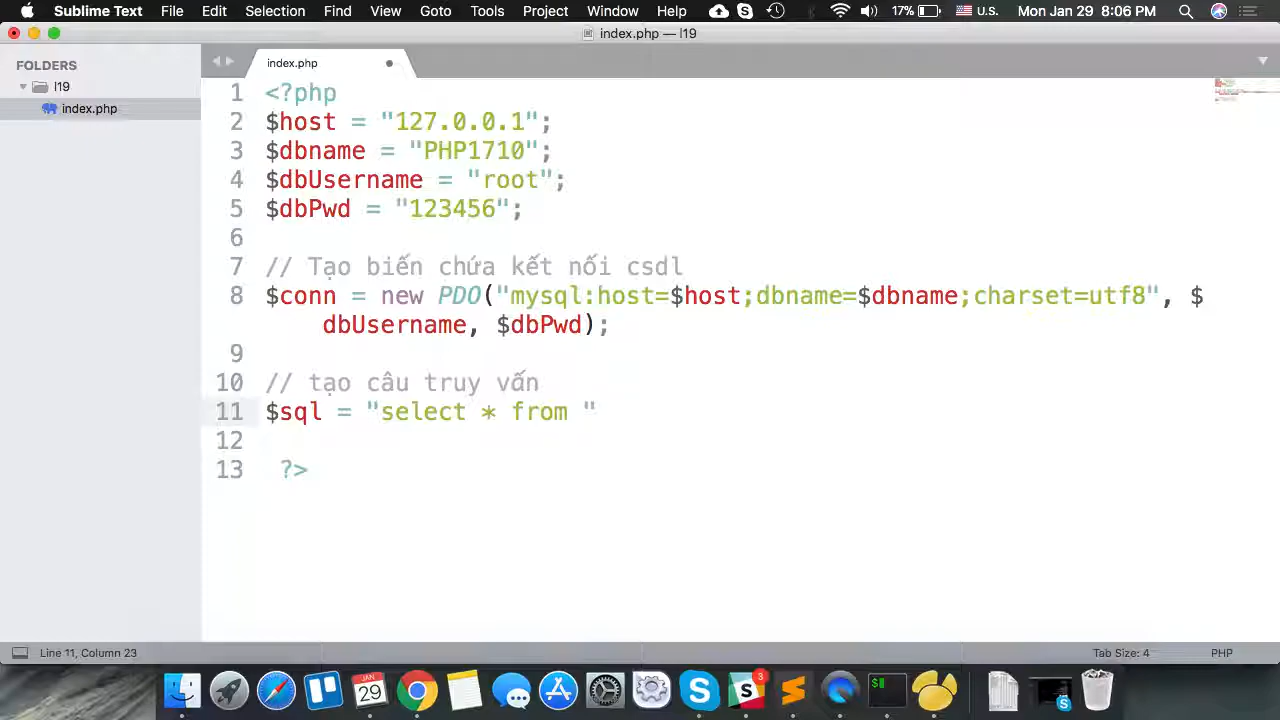 Sublime Text File Edit Selection Find View Goto Tools Project Window Help 17% U.S. Mon Jan 29 8:06 PM
index.php — l19
FOLDERS
l19
index.php
index.php
1 <?php
2 $host = "127.0.0.1";
3 $dbname = "PHP1710";
4 $dbUsername = "root";
5 $dbPwd = "123456";
6
7 // Tạo biến chứa kết nối csdl
8 $conn = new PDO("mysql:host=$host;dbname=$dbname;charset=utf8", $
dbUsername, $dbPwd);
9
10 // tạo câu truy vấn
11 $sql = "select * from "
12
13 ?>
Line 11, Column 23 Tab Size: 4 PHP
29
3